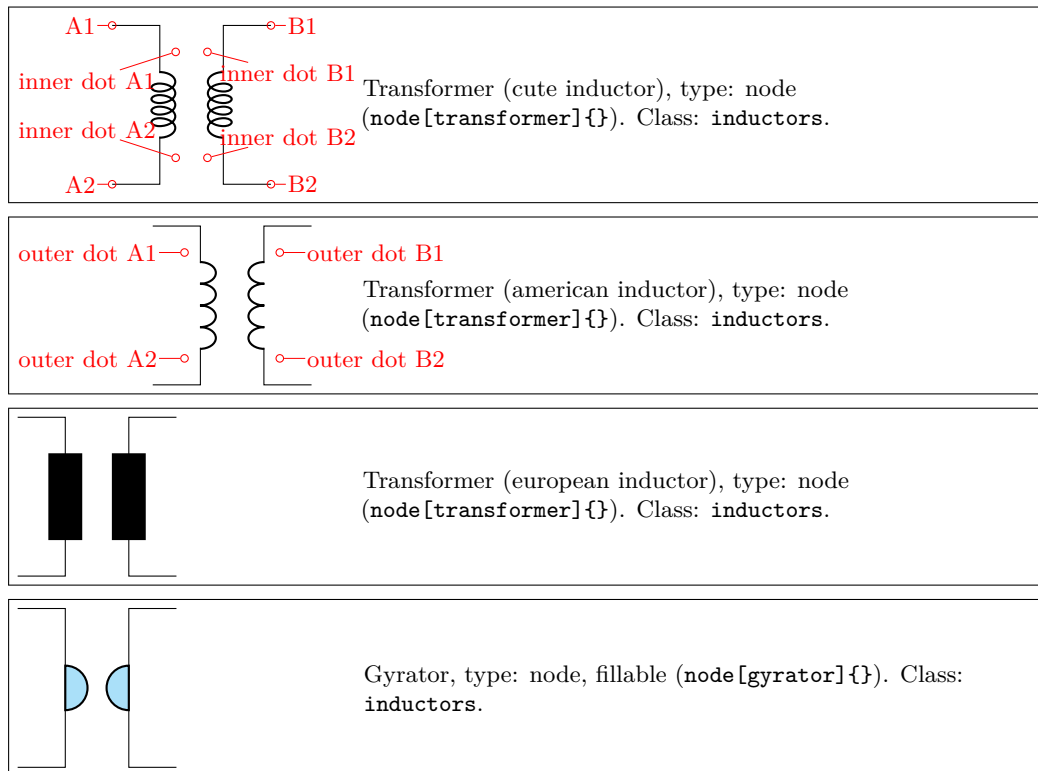 A1
B1
inner dot A1
inner dot B1
Transformer (cute inductor), type: node
(node[transformer]{}). Class: inductors.
inner dot A2
inner dot B2
A2
B2
outer dot A1
outer dot B1
Transformer (american inductor), type: node
(node[transformer]{}). Class: inductors.
outer dot A2
outer dot B2
Transformer (european inductor), type: node
(node[transformer]{}). Class: inductors.
Gyrator, type: node, fillable (node[gyrator]{}). Class:
inductors.